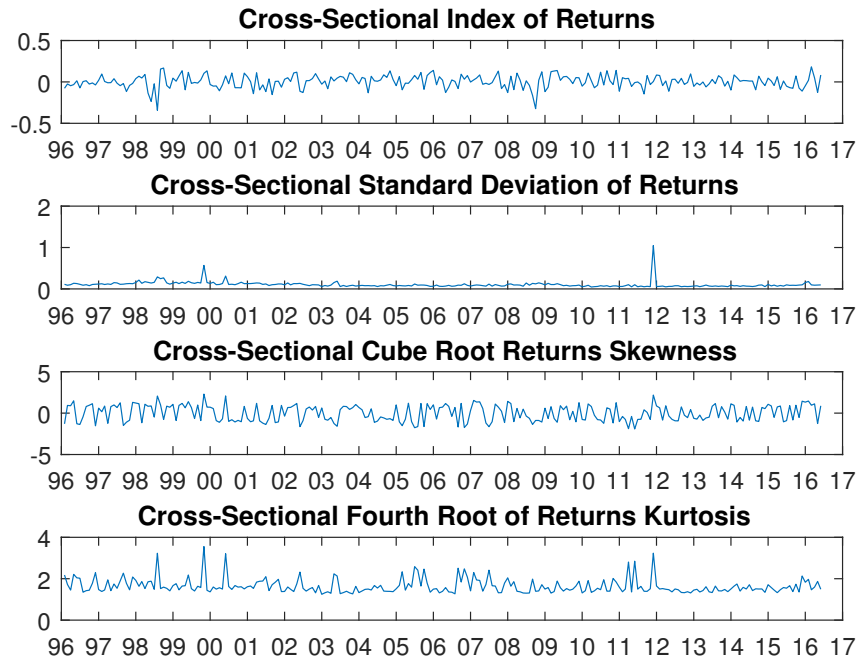 Cross-Sectional Index of Returns
0.5
0
-0.5
96 97 98 99 00 01 02 03 04 05 06 07 08 09 10 11 12 13 14 15 16 17
Cross-Sectional Standard Deviation of Returns
2
1
0
96 97 98 99 00 01 02 03 04 05 06 07 08 09 10 11 12 13 14 15 16 17
Cross-Sectional Cube Root Returns Skewness
5
0
-5
96 97 98 99 00 01 02 03 04 05 06 07 08 09 10 11 12 13 14 15 16 17
Cross-Sectional Fourth Root of Returns Kurtosis
4
2
0
96 97 98 99 00 01 02 03 04 05 06 07 08 09 10 11 12 13 14 15 16 17